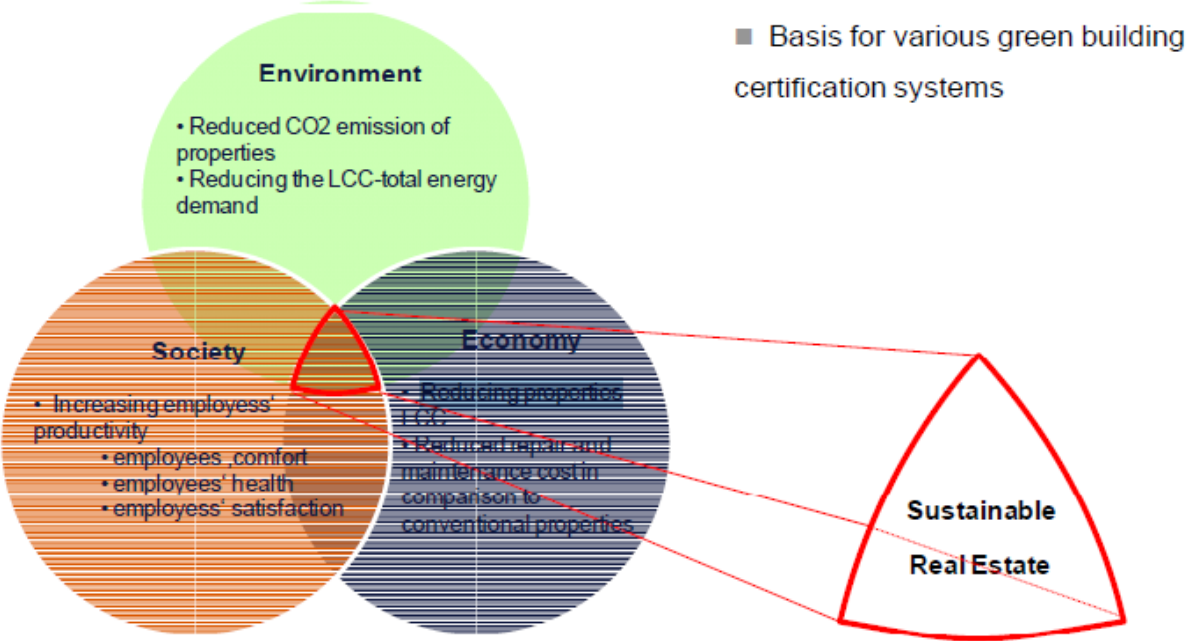 ■ Basis for various green building
certification systems
Environment
• Reduced CO2 emission of
properties
• Reducing the LCC-total energy
demand
Society
• Increasing employess‘
productivity
• employees ‚comfort
• employees‘ health
• employess‘ satisfaction
Economy
• Reducing properties
LCC
• Reduced repair and
maintenance cost in
comparison to
conventional properties
Sustainable
Real Estate